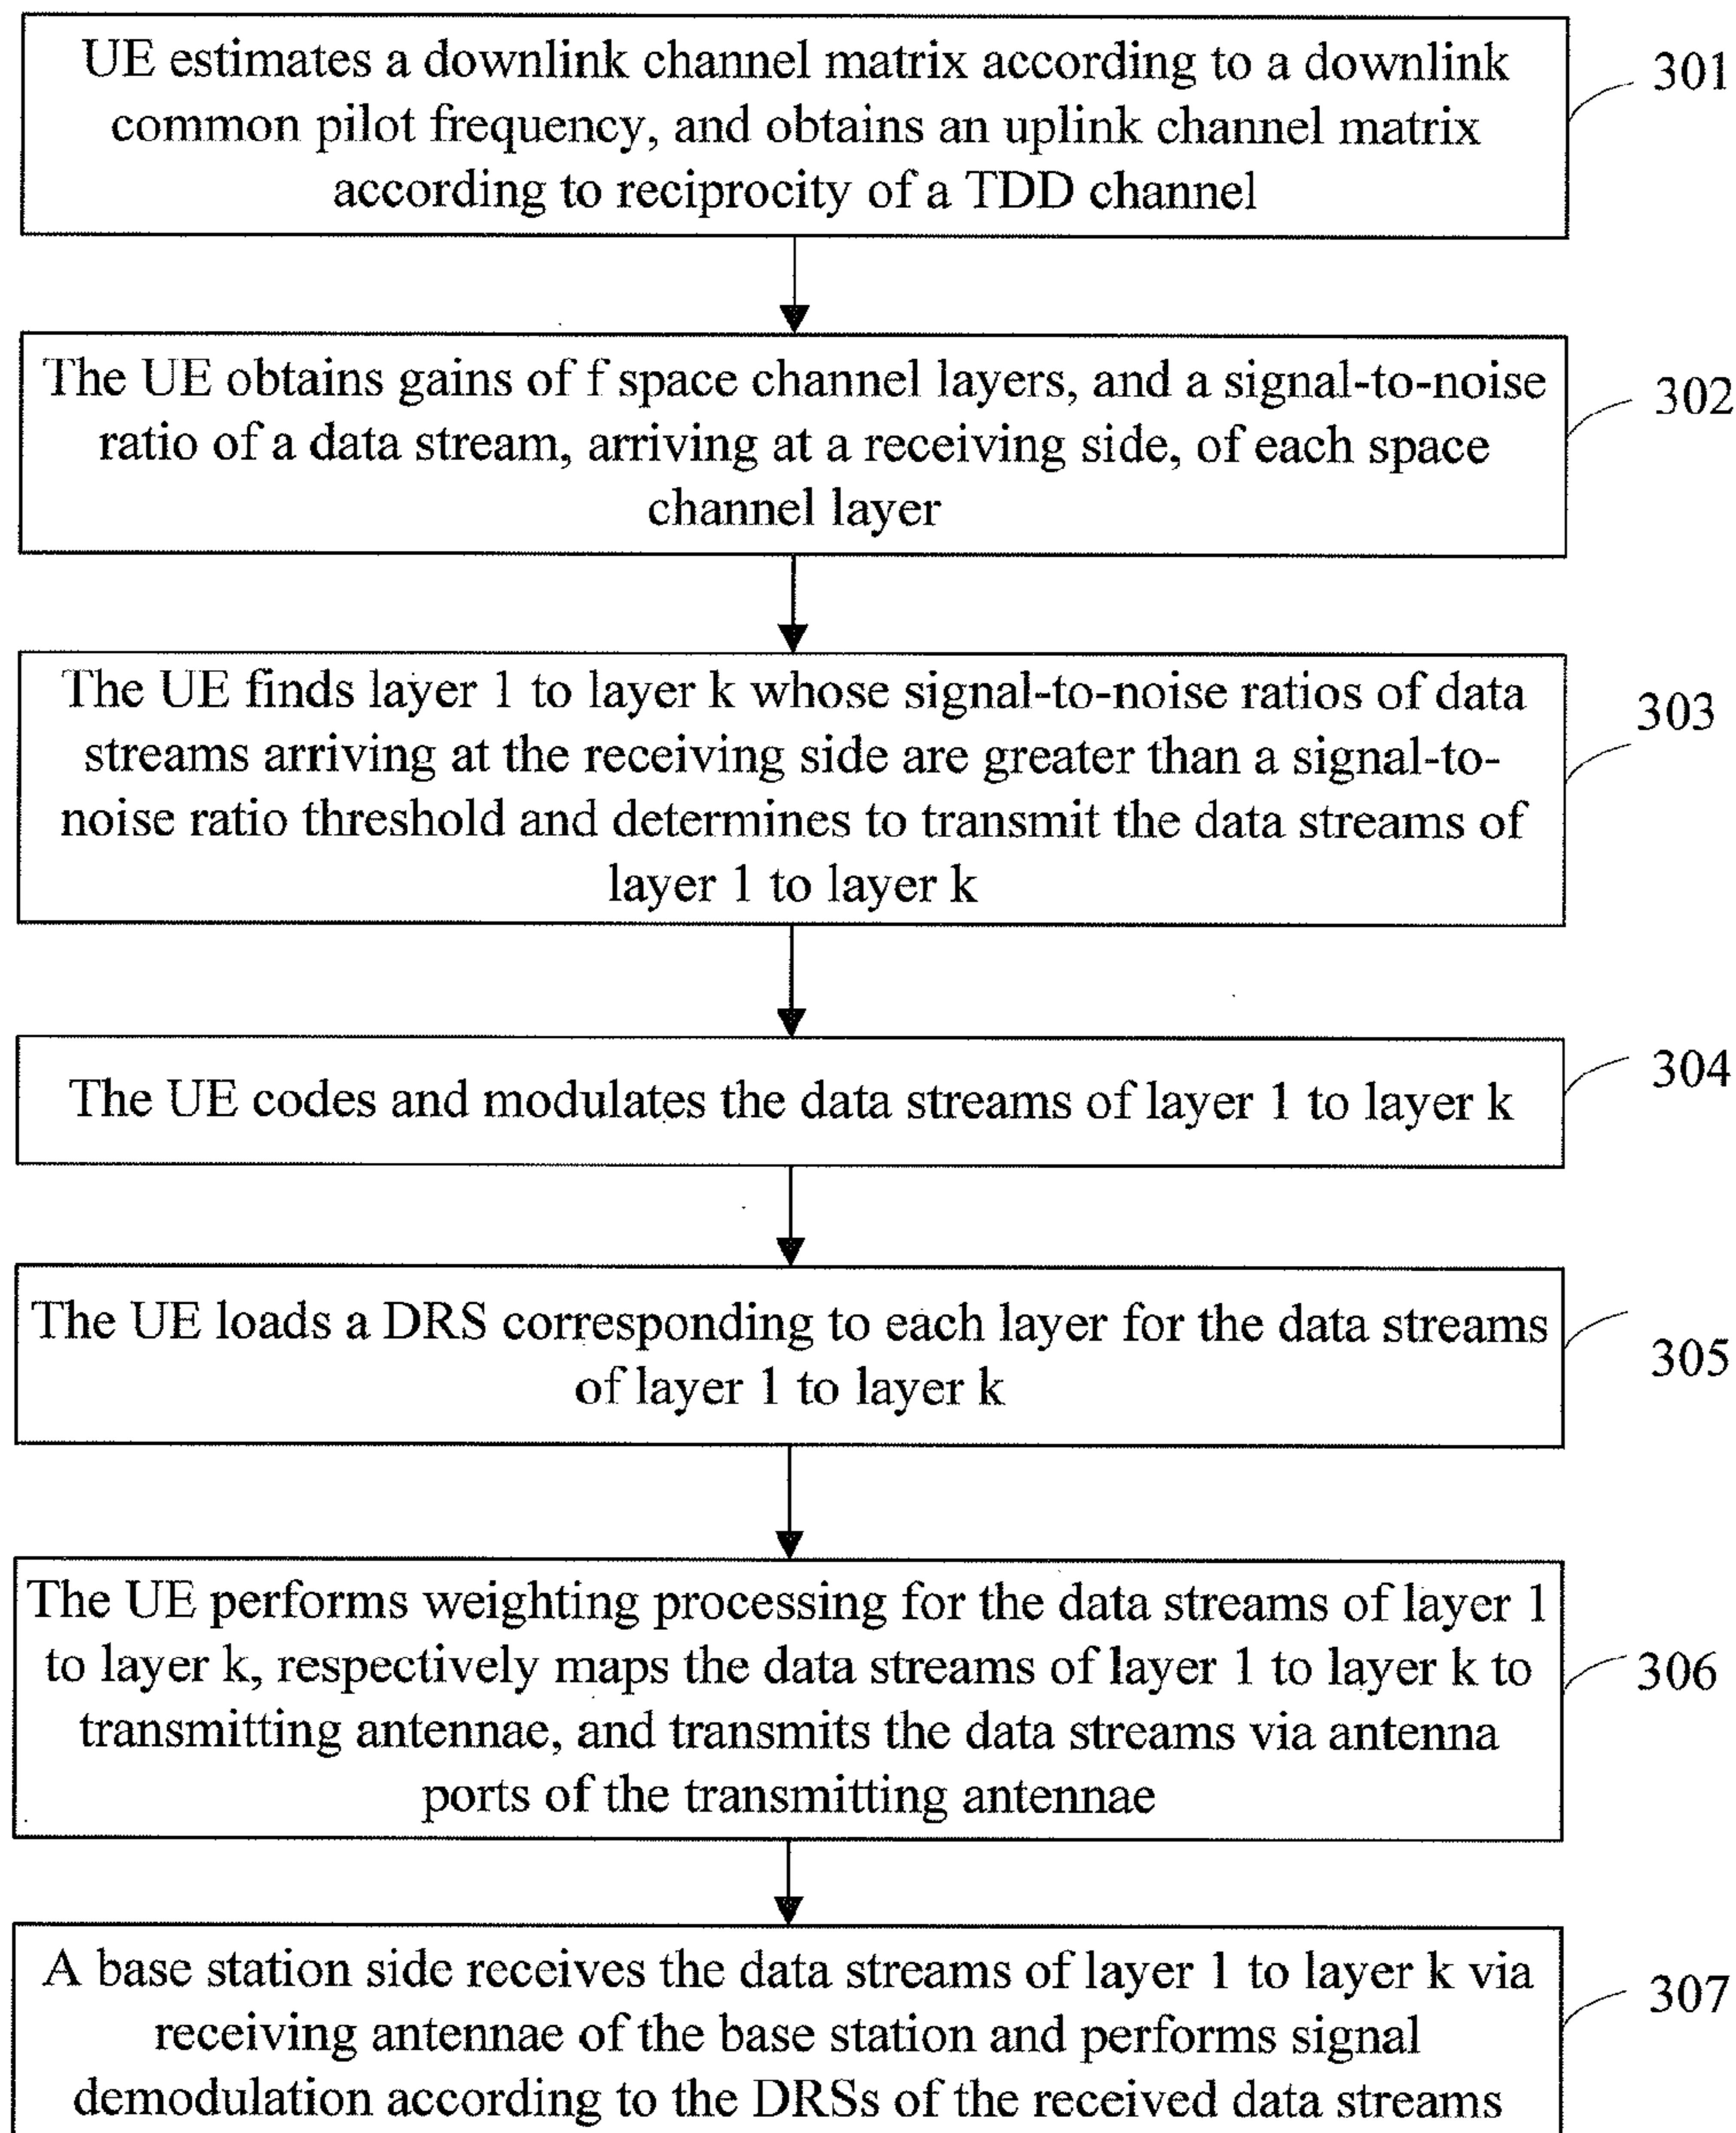 UE estimates a downlink channel matrix according to a downlink
common pilot frequency, and obtains an uplink channel matrix
according to reciprocity of a TDD channel
301
The UE obtains gains of f space channel layers, and a signal-to-noise
ratio of a data stream, arriving at a receiving side, of each space
channel layer
302
The UE finds layer 1 to layer k whose signal-to-noise ratios of data
streams arriving at the receiving side are greater than a signal-to-
noise ratio threshold and determines to transmit the data streams of
layer 1 to layer k
303
The UE codes and modulates the data streams of layer 1 to layer k
304
The UE loads a DRS corresponding to each layer for the data streams
of layer 1 to layer k
305
The UE performs weighting processing for the data streams of layer 1
to layer k, respectively maps the data streams of layer 1 to layer k to
transmitting antennae, and transmits the data streams via antenna
ports of the transmitting antennae
306
A base station side receives the data streams of layer 1 to layer k via
receiving antennae of the base station and performs signal
demodulation according to the DRSs of the received data streams
307